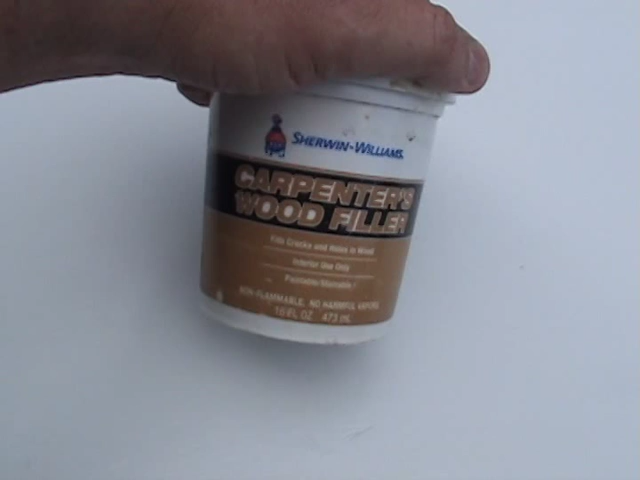 SHERWIN-WILLIAMS
CARPENTER'S
WOOD FILLER
Fills Cracks and Holes in Wood
Interior Use Only
Paintable/Stainable
NON-FLAMMABLE. NO HARMFUL VAPORS.
16 FL OZ 473 mL